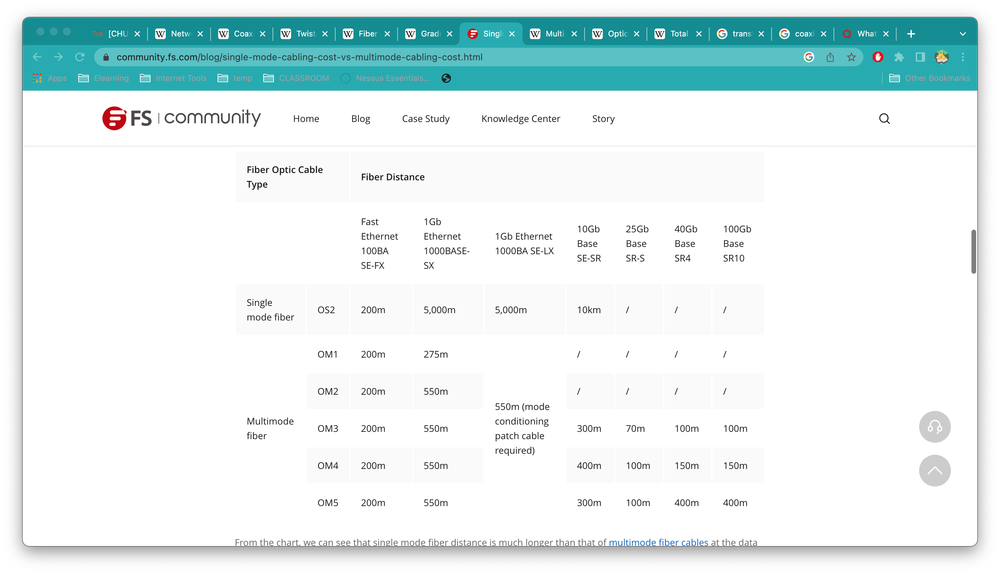 Top [CHU
Netw
Coaxi
Twist
Fiber
Grade
Singl
Multi-
Optic
Total
trans
coaxi
What
community.fs.com/blog/single-mode-cabling-cost-vs-multimode-cabling-cost.html
Apps
Elearning
Internet Tools
temp
CLASSROOM
Nessus Essentials...
Other Bookmarks
FS | community
Home
Blog
Case Study
Knowledge Center
Story
Fiber Optic Cable
Type
Fiber Distance
Fast
Ethernet
100BA
SE-FX
1Gb
Ethernet
1000BASE-
SX
1Gb Ethernet
1000BA SE-LX
10Gb
Base
SE-SR
25Gb
Base
SR-S
40Gb
Base
SR4
100Gb
Base
SR10
Single
mode fiber
OS2
200m
5,000m
5,000m
10km
/
/
/
Multimode
fiber
OM1
200m
275m
550m (mode
conditioning
patch cable
required)
/
/
/
/
OM2
200m
550m
/
/
/
/
OM3
200m
550m
300m
70m
100m
100m
OM4
200m
550m
400m
100m
150m
150m
OM5
200m
550m
300m
100m
400m
400m
From the chart, we can see that single mode fiber distance is much longer than that of multimode fiber cables at the data